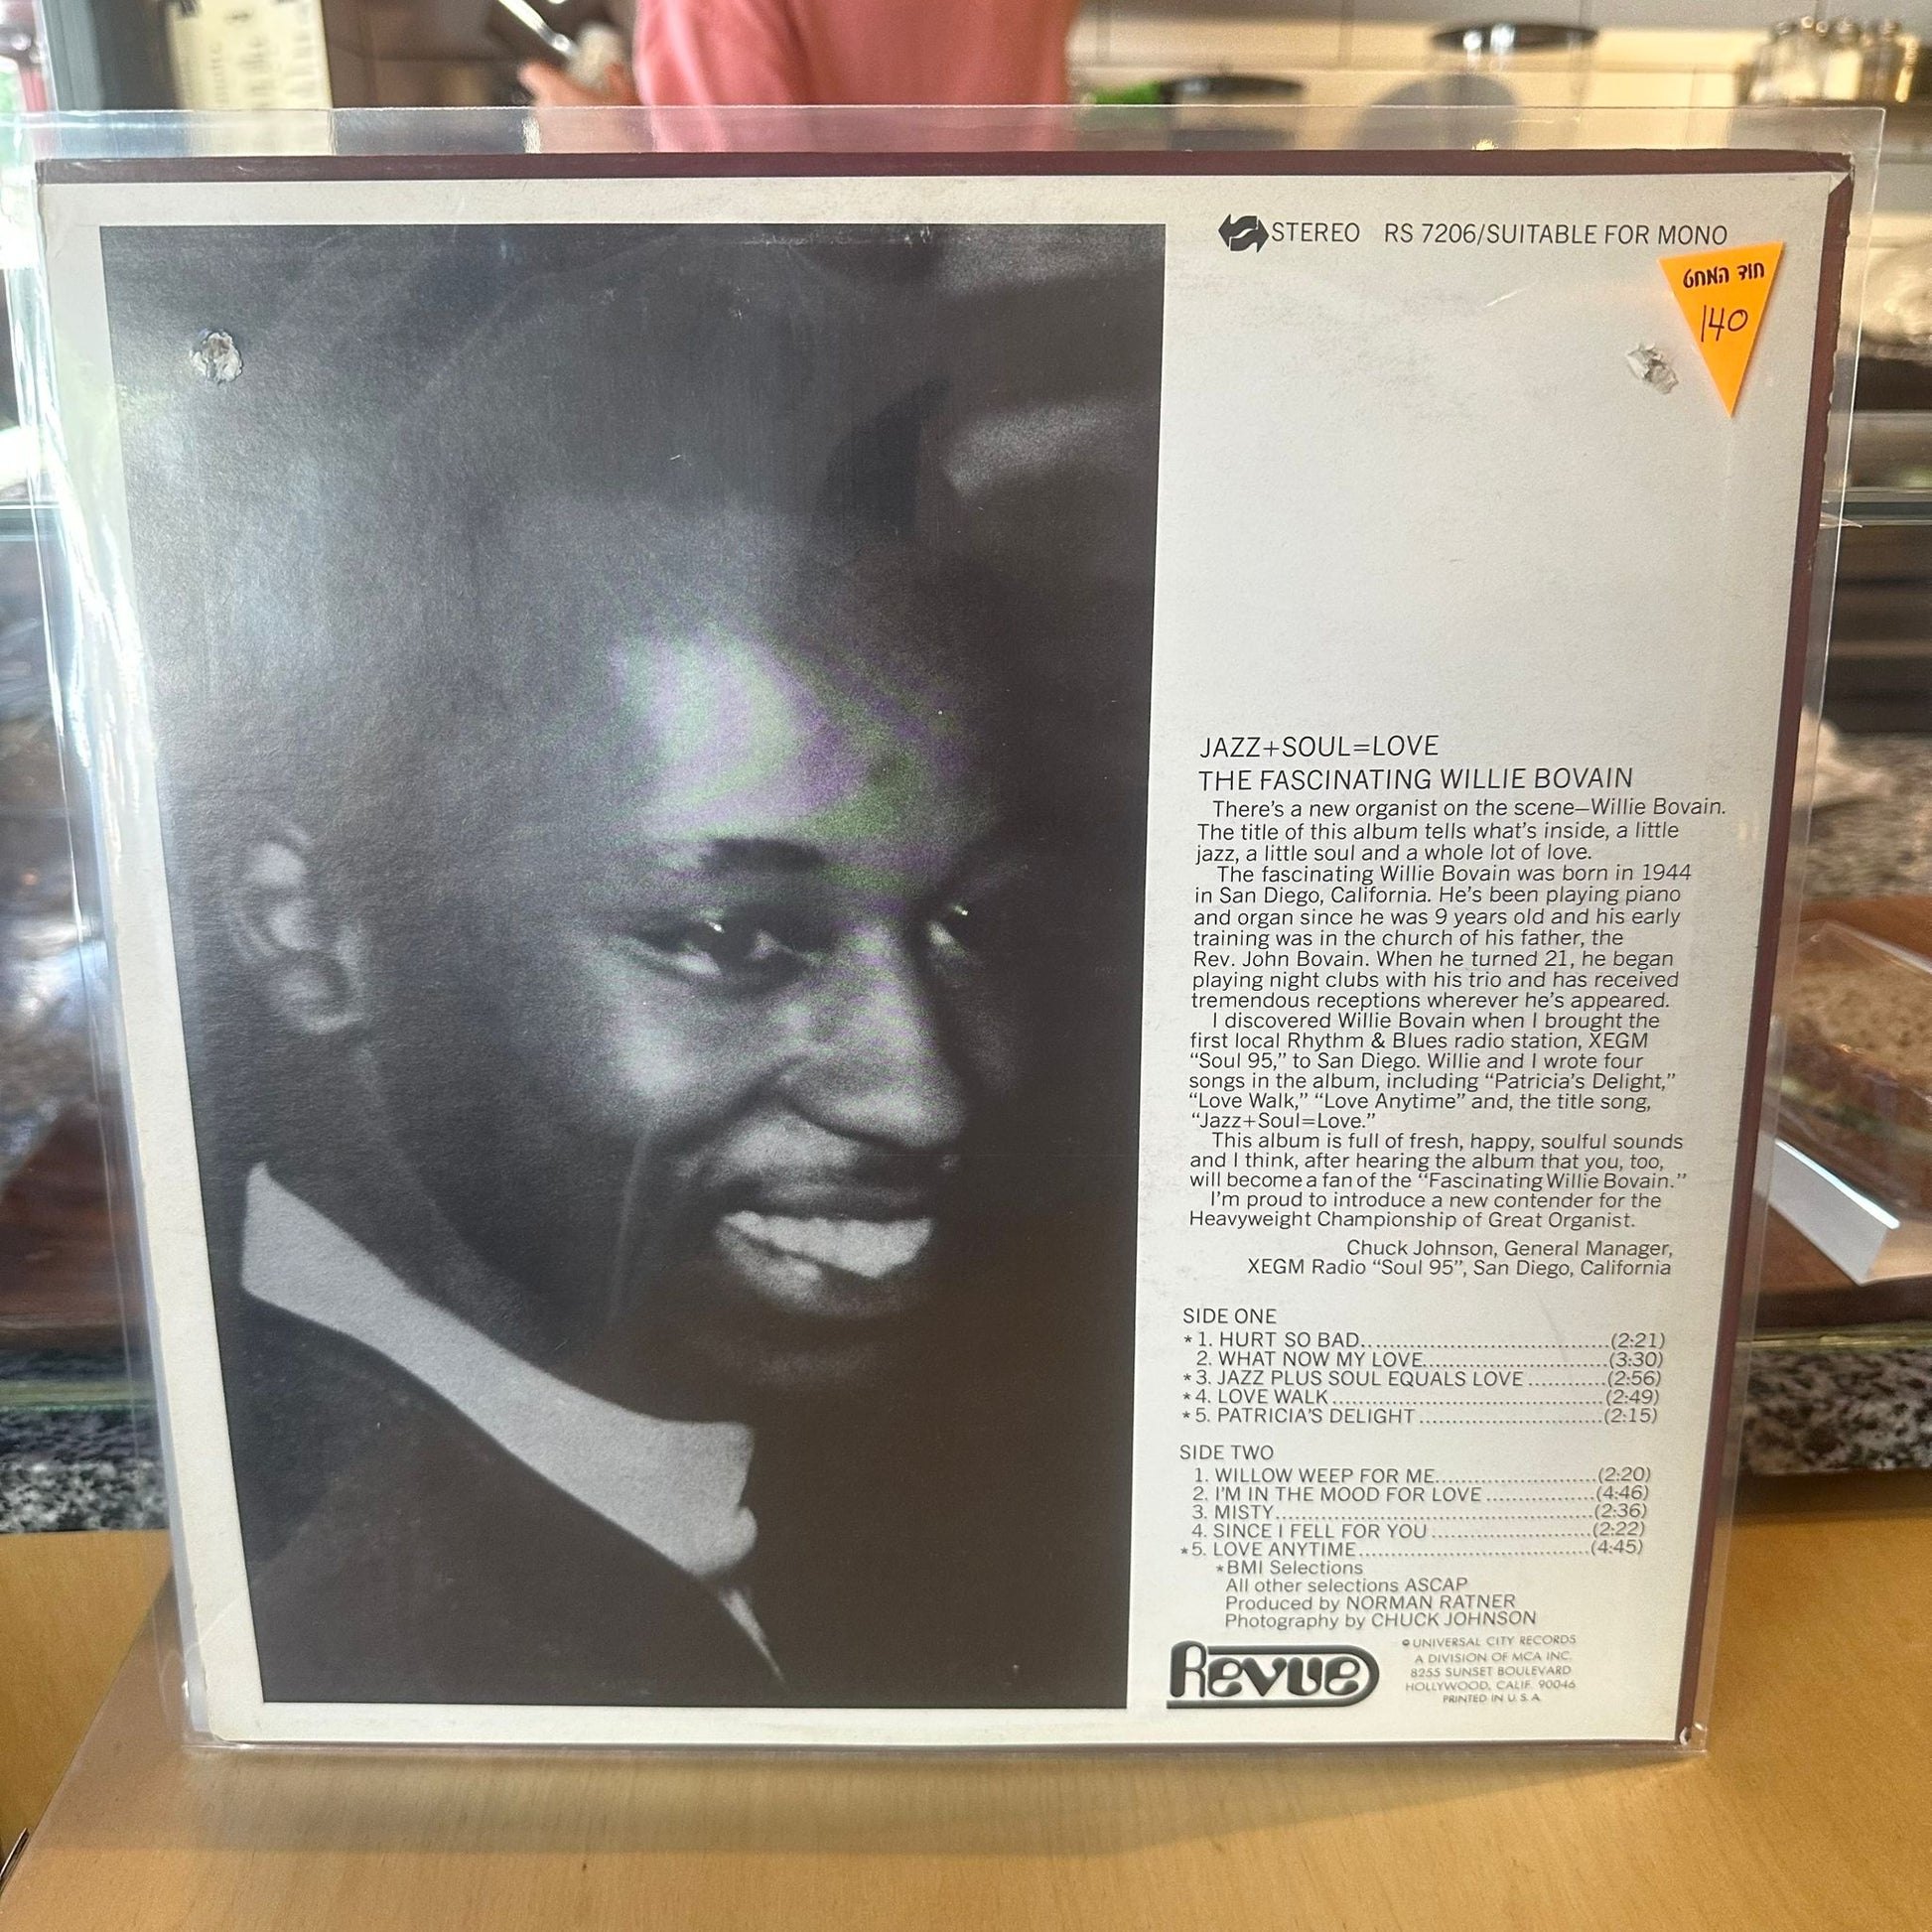 STEREO RS 7206/SUITABLE FOR MONO
חוד המחט
140
JAZZ+SOUL=LOVE
THE FASCINATING WILLIE BOVAIN
There's a new organist on the scene—Willie Bovain.
The title of this album tells what's inside, a little
jazz, a little soul and a whole lot of love.
The fascinating Willie Bovain was born in 1944
in San Diego, California. He's been playing piano
and organ since he was 9 years old and his early
training was in the church of his father, the
Rev. John Bovain. When he turned 21, he began
playing night clubs with his trio and has received
tremendous receptions wherever he's appeared.
I discovered Willie Bovain when I brought the
first local Rhythm & Blues radio station, XEGM
“Soul 95,” to San Diego. Willie and I wrote four
songs in the album, including “Patricia's Delight,”
“Love Walk,” “Love Anytime” and, the title song,
“Jazz+Soul=Love.”
This album is full of fresh, happy, soulful sounds
and I think, after hearing the album that you, too,
will become a fan of the “Fascinating Willie Bovain.”
I'm proud to introduce a new contender for the
Heavyweight Championship of Great Organist.
Chuck Johnson, General Manager,
XEGM Radio “Soul 95”, San Diego, California
SIDE ONE
*1. HURT SO BAD (2:21)
2. WHAT NOW MY LOVE (3:30)
*3. JAZZ PLUS SOUL EQUALS LOVE (2:56)
*4. LOVE WALK (2:49)
*5. PATRICIA'S DELIGHT (2:15)
SIDE TWO
1. WILLOW WEEP FOR ME (2:20)
2. I'M IN THE MOOD FOR LOVE (4:46)
3. MISTY (2:36)
4. SINCE I FELL FOR YOU (2:22)
*5. LOVE ANYTIME (4:45)
*BMI Selections
All other selections ASCAP
Produced by NORMAN RATNER
Photography by CHUCK JOHNSON
Revue
© UNIVERSAL CITY RECORDS
A DIVISION OF MCA INC.
8255 SUNSET BOULEVARD
HOLLYWOOD, CALIF. 90046
PRINTED IN U.S.A.